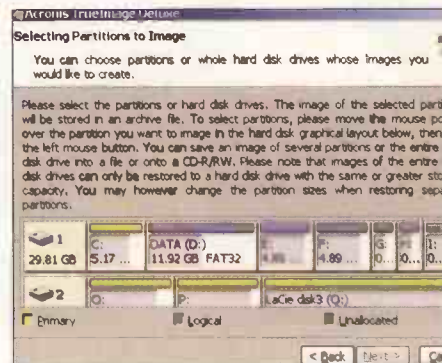 Acronis TrueImage Deluxe
Selecting Partitions to Image
You can choose partitions or whole hard disk drives whose images you
would like to create.
Please select the partitions or hard disk drives. The image of the selected parti
will be stored in an archive file. To select partitions, please move the mouse po
over the partition you want to image in the hard disk graphical layout below, then
the left mouse button. You can save an image of several partitions or the entire
disk drive into a file or onto a CD-R/RW. Please note that images of the entire
disk drives can only be restored to a hard disk drive with the same or greater sto
capacity. You may however change the partition sizes when restoring sepa
partitions.
1 C: DATA (D:) F: G: I:
29.81 GB 5.17 ... 11.92 GB FAT32 4.89 ... 0... 0... 0...
2 O: P: LaCie disk3 (Q:)
Primary Logical Unallocated
< Back Next > Ca